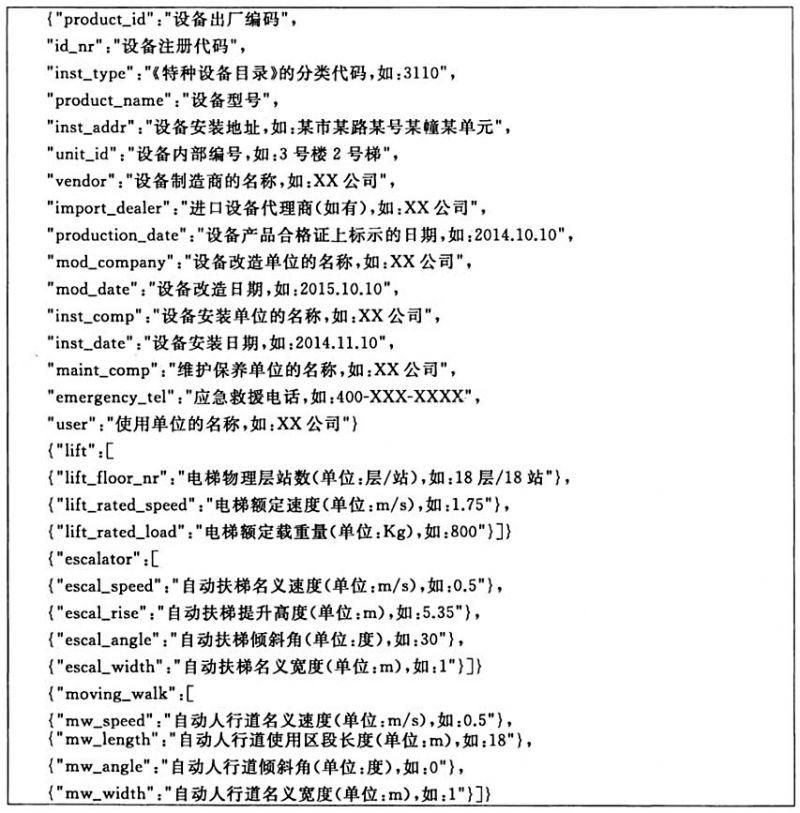 {"product_id":"设备出厂编码",
"id_nr":"设备注册代码",
"inst_type":"《特种设备目录》的分类代码,如:3110",
"product_name":"设备型号",
"inst_addr":"设备安装地址,如:某市某路某号某幢某单元",
"unit_id":"设备内部编号,如:3号楼2号梯",
"vendor":"设备制造商的名称,如:XX公司",
"import_dealer":"进口设备代理商(如有),如:XX公司",
"production_date":"设备产品合格证上标示的日期,如:2014.10.10",
"mod_company":"设备改造单位的名称,如:XX公司",
"mod_date":"设备改造日期,如:2015.10.10",
"inst_comp":"设备安装单位的名称,如:XX公司",
"inst_date":"设备安装日期,如:2014.11.10",
"maint_comp":"维护保养单位的名称,如:XX公司",
"emergency_tel":"应急救援电话,如:400-XXX-XXXX",
"user":"使用单位的名称,如:XX公司"}
{"lift":[
{"lift_floor_nr":"电梯物理层站数(单位:层/站),如:18层/18站"},
{"lift_rated_speed":"电梯额定速度(单位:m/s),如:1.75"},
{"lift_rated_load":"电梯额定载重量(单位:Kg),如:800"}]}
{"escalator":[
{"escal_speed":"自动扶梯名义速度(单位:m/s),如:0.5"},
{"escal_rise":"自动扶梯提升高度(单位:m),如:5.35"},
{"escal_angle":"自动扶梯倾斜角(单位:度),如:30"},
{"escal_width":"自动扶梯名义宽度(单位:m),如:1"}]}
{"moving_walk":[
{"mw_speed":"自动人行道名义速度(单位:m/s),如:0.5"},
{"mw_length":"自动人行道使用区段长度(单位:m),如:18"},
{"mw_angle":"自动人行道倾斜角(单位:度),如:0"},
{"mw_width":"自动人行道名义宽度(单位:m),如:1"}]}